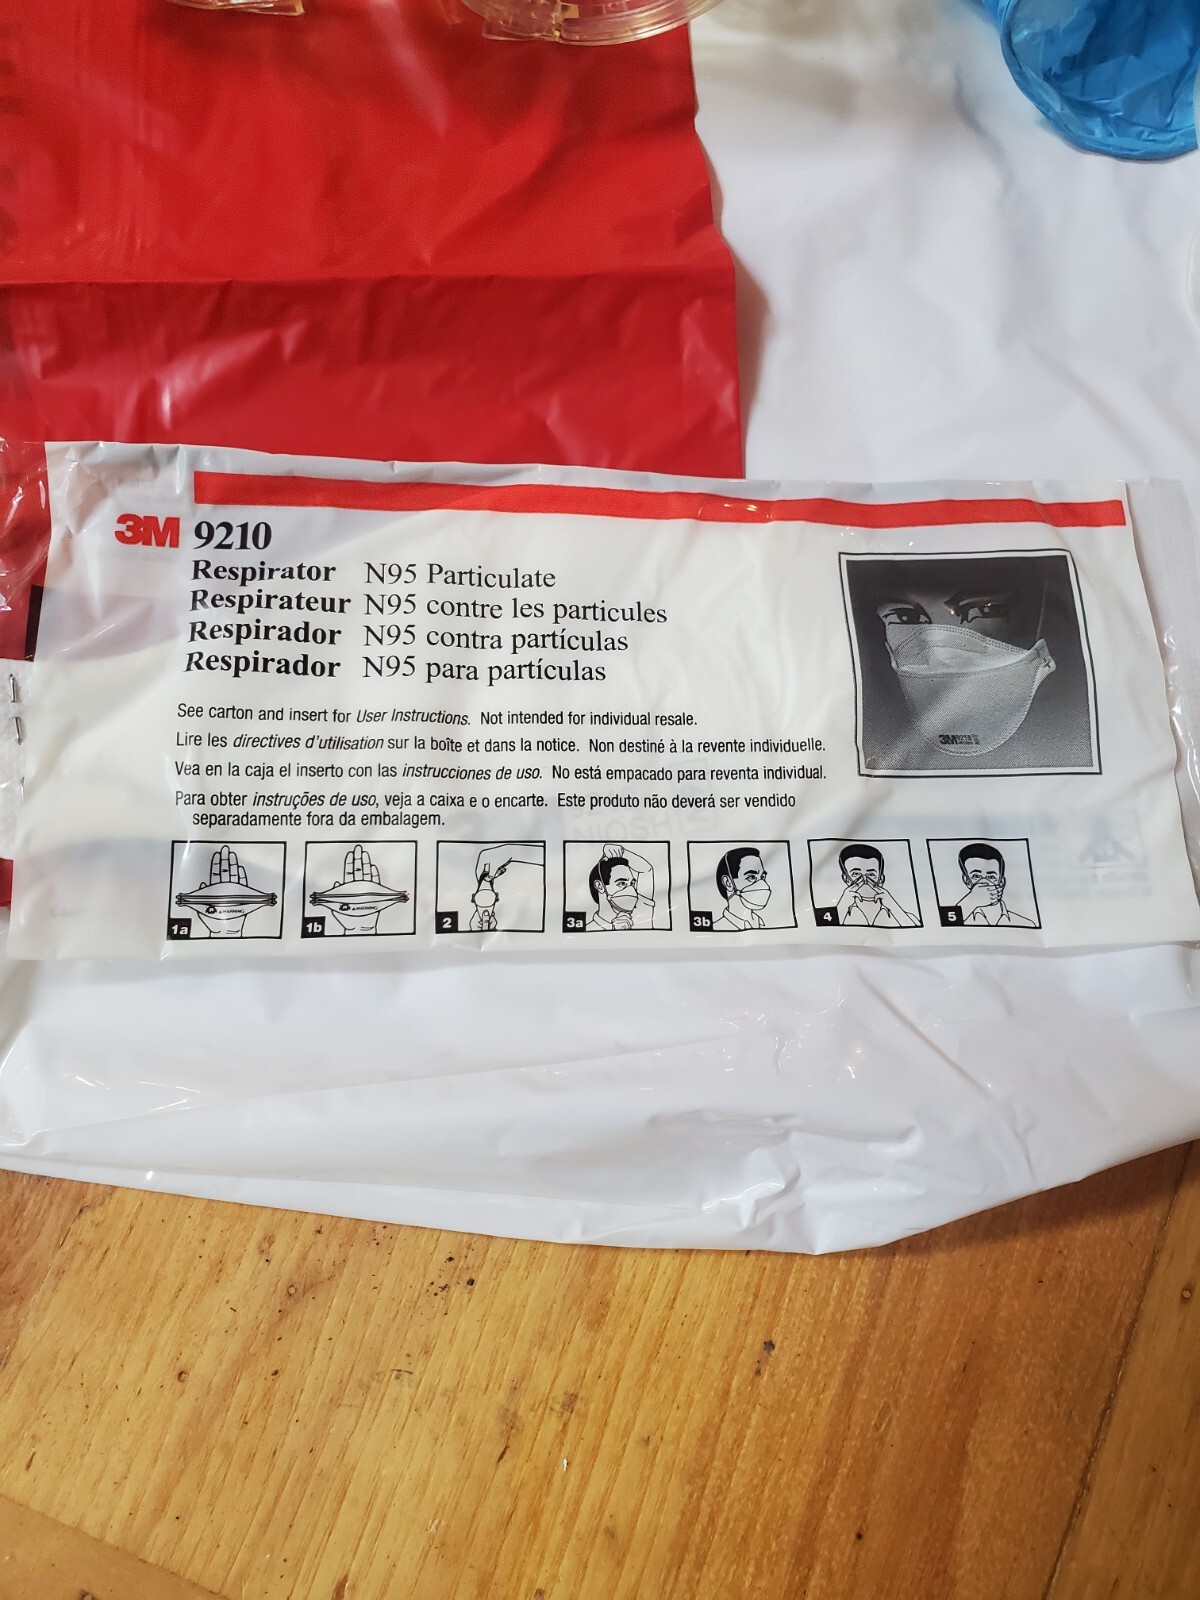 3M 9210
Respirator N95 Particulate
Respirateur N95 contre les particules
Respirador N95 contra partículas
Respirador N95 para partículas
See carton and insert for User Instructions. Not intended for individual resale.
Lire les directives d'utilisation sur la boîte et dans la notice. Non destiné à la revente individuelle.
Vea en la caja el inserto con las instrucciones de uso. No está empacado para reventa individual.
Para obter instruções de uso, veja a caixa e o encarte. Este produto não deverá ser vendido
separadamente fora da embalagem.
3M
WARNING
WARNING
1a 1b 2 3a 3b 4 5